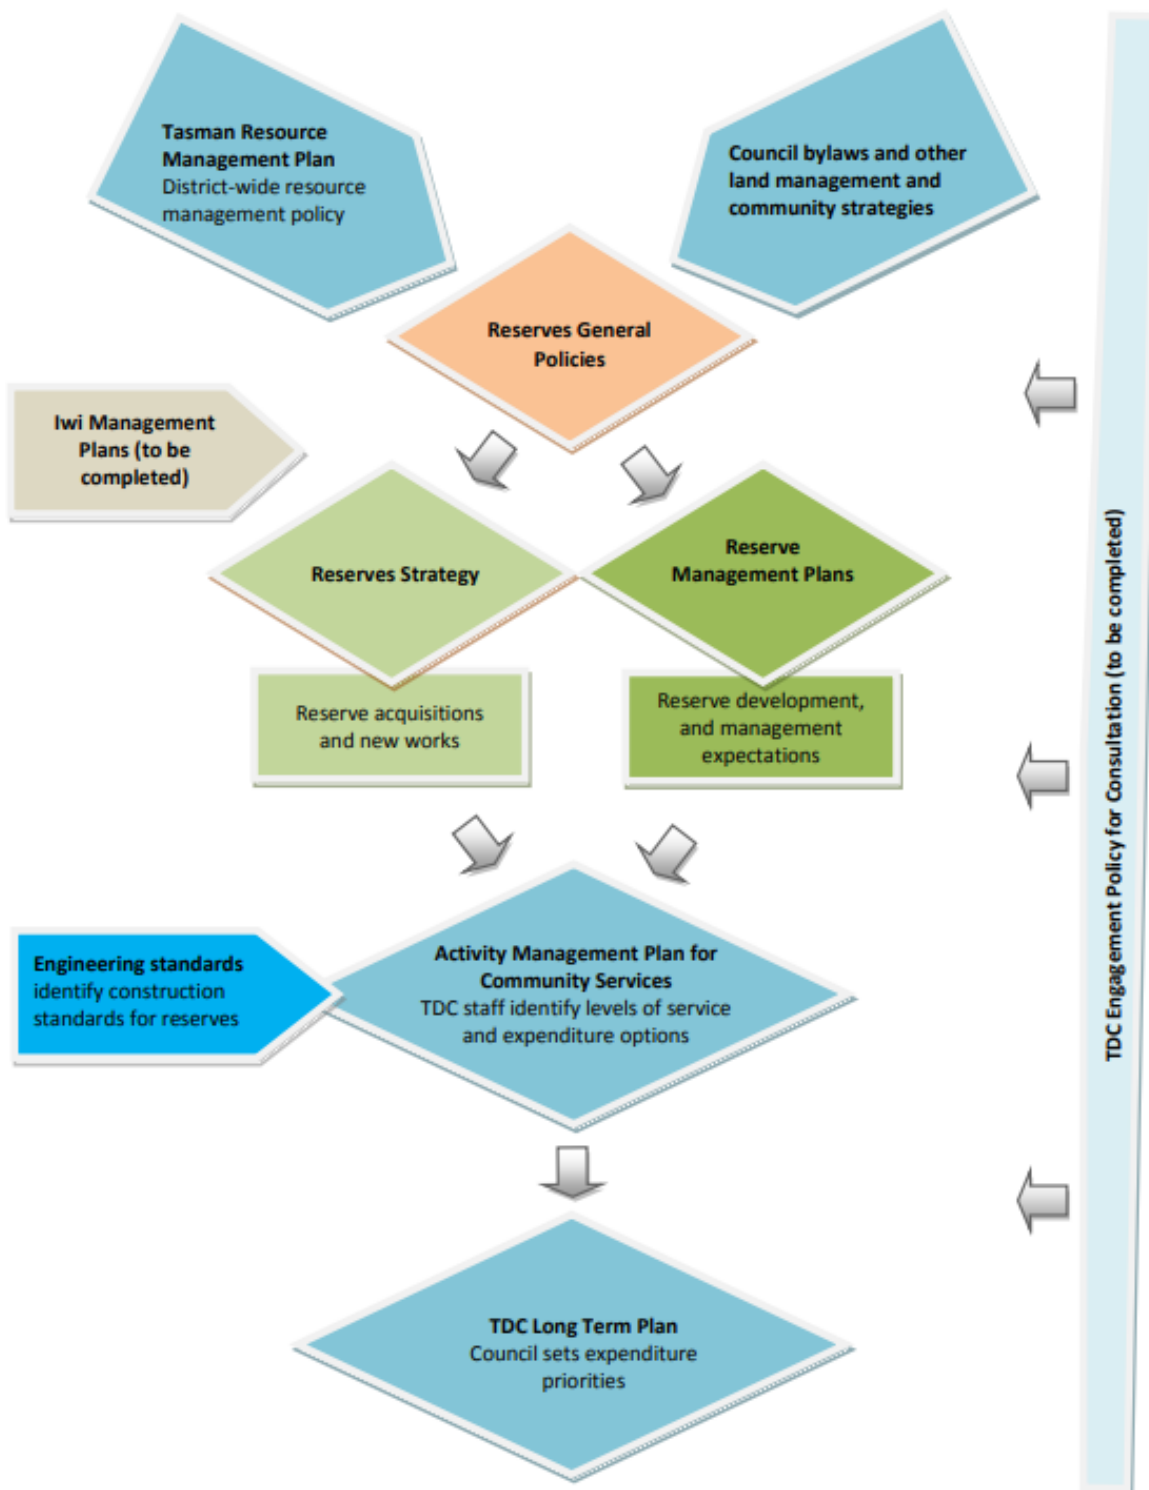 Tasman Resource
Management Plan
District-wide resource
management policy
Council bylaws and other
land management and
community strategies
Reserves General
Policies
Iwi Management
Plans (to be
completed)
Reserves Strategy
Reserve
Management Plans
Reserve acquisitions
and new works
Reserve development,
and management
expectations
Engineering standards
identify construction
standards for reserves
Activity Management Plan for
Community Services
TDC staff identify levels of service
and expenditure options
TDC Long Term Plan
Council sets expenditure
priorities
TDC Engagement Policy for Consultation (to be completed)